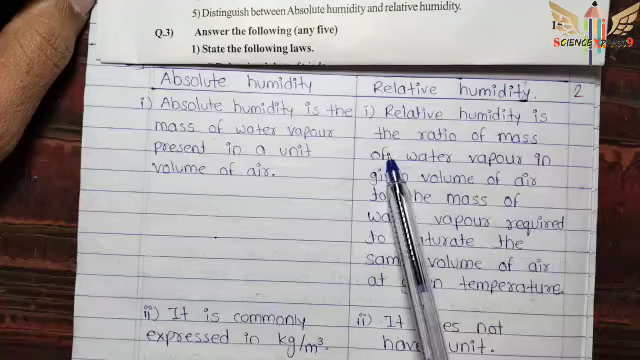 5) Distinguish between Absolute humidity and relative humidity.
Q.3) Answer the following (any five)
1) State the following laws.
SCIENCE XPRESS9
Absolute humidity
i) Absolute humidity is the
mass of water vapour
present in a unit
volume of air.
ii) It is commonly
expressed in kg/m³.
Relative humidity.
i) Relative humidity is
the ratio of mass
of water vapour in
volume of air
the mass of
vapour required
to the
volume of air
at temperature
ii) It not
have unit.
2